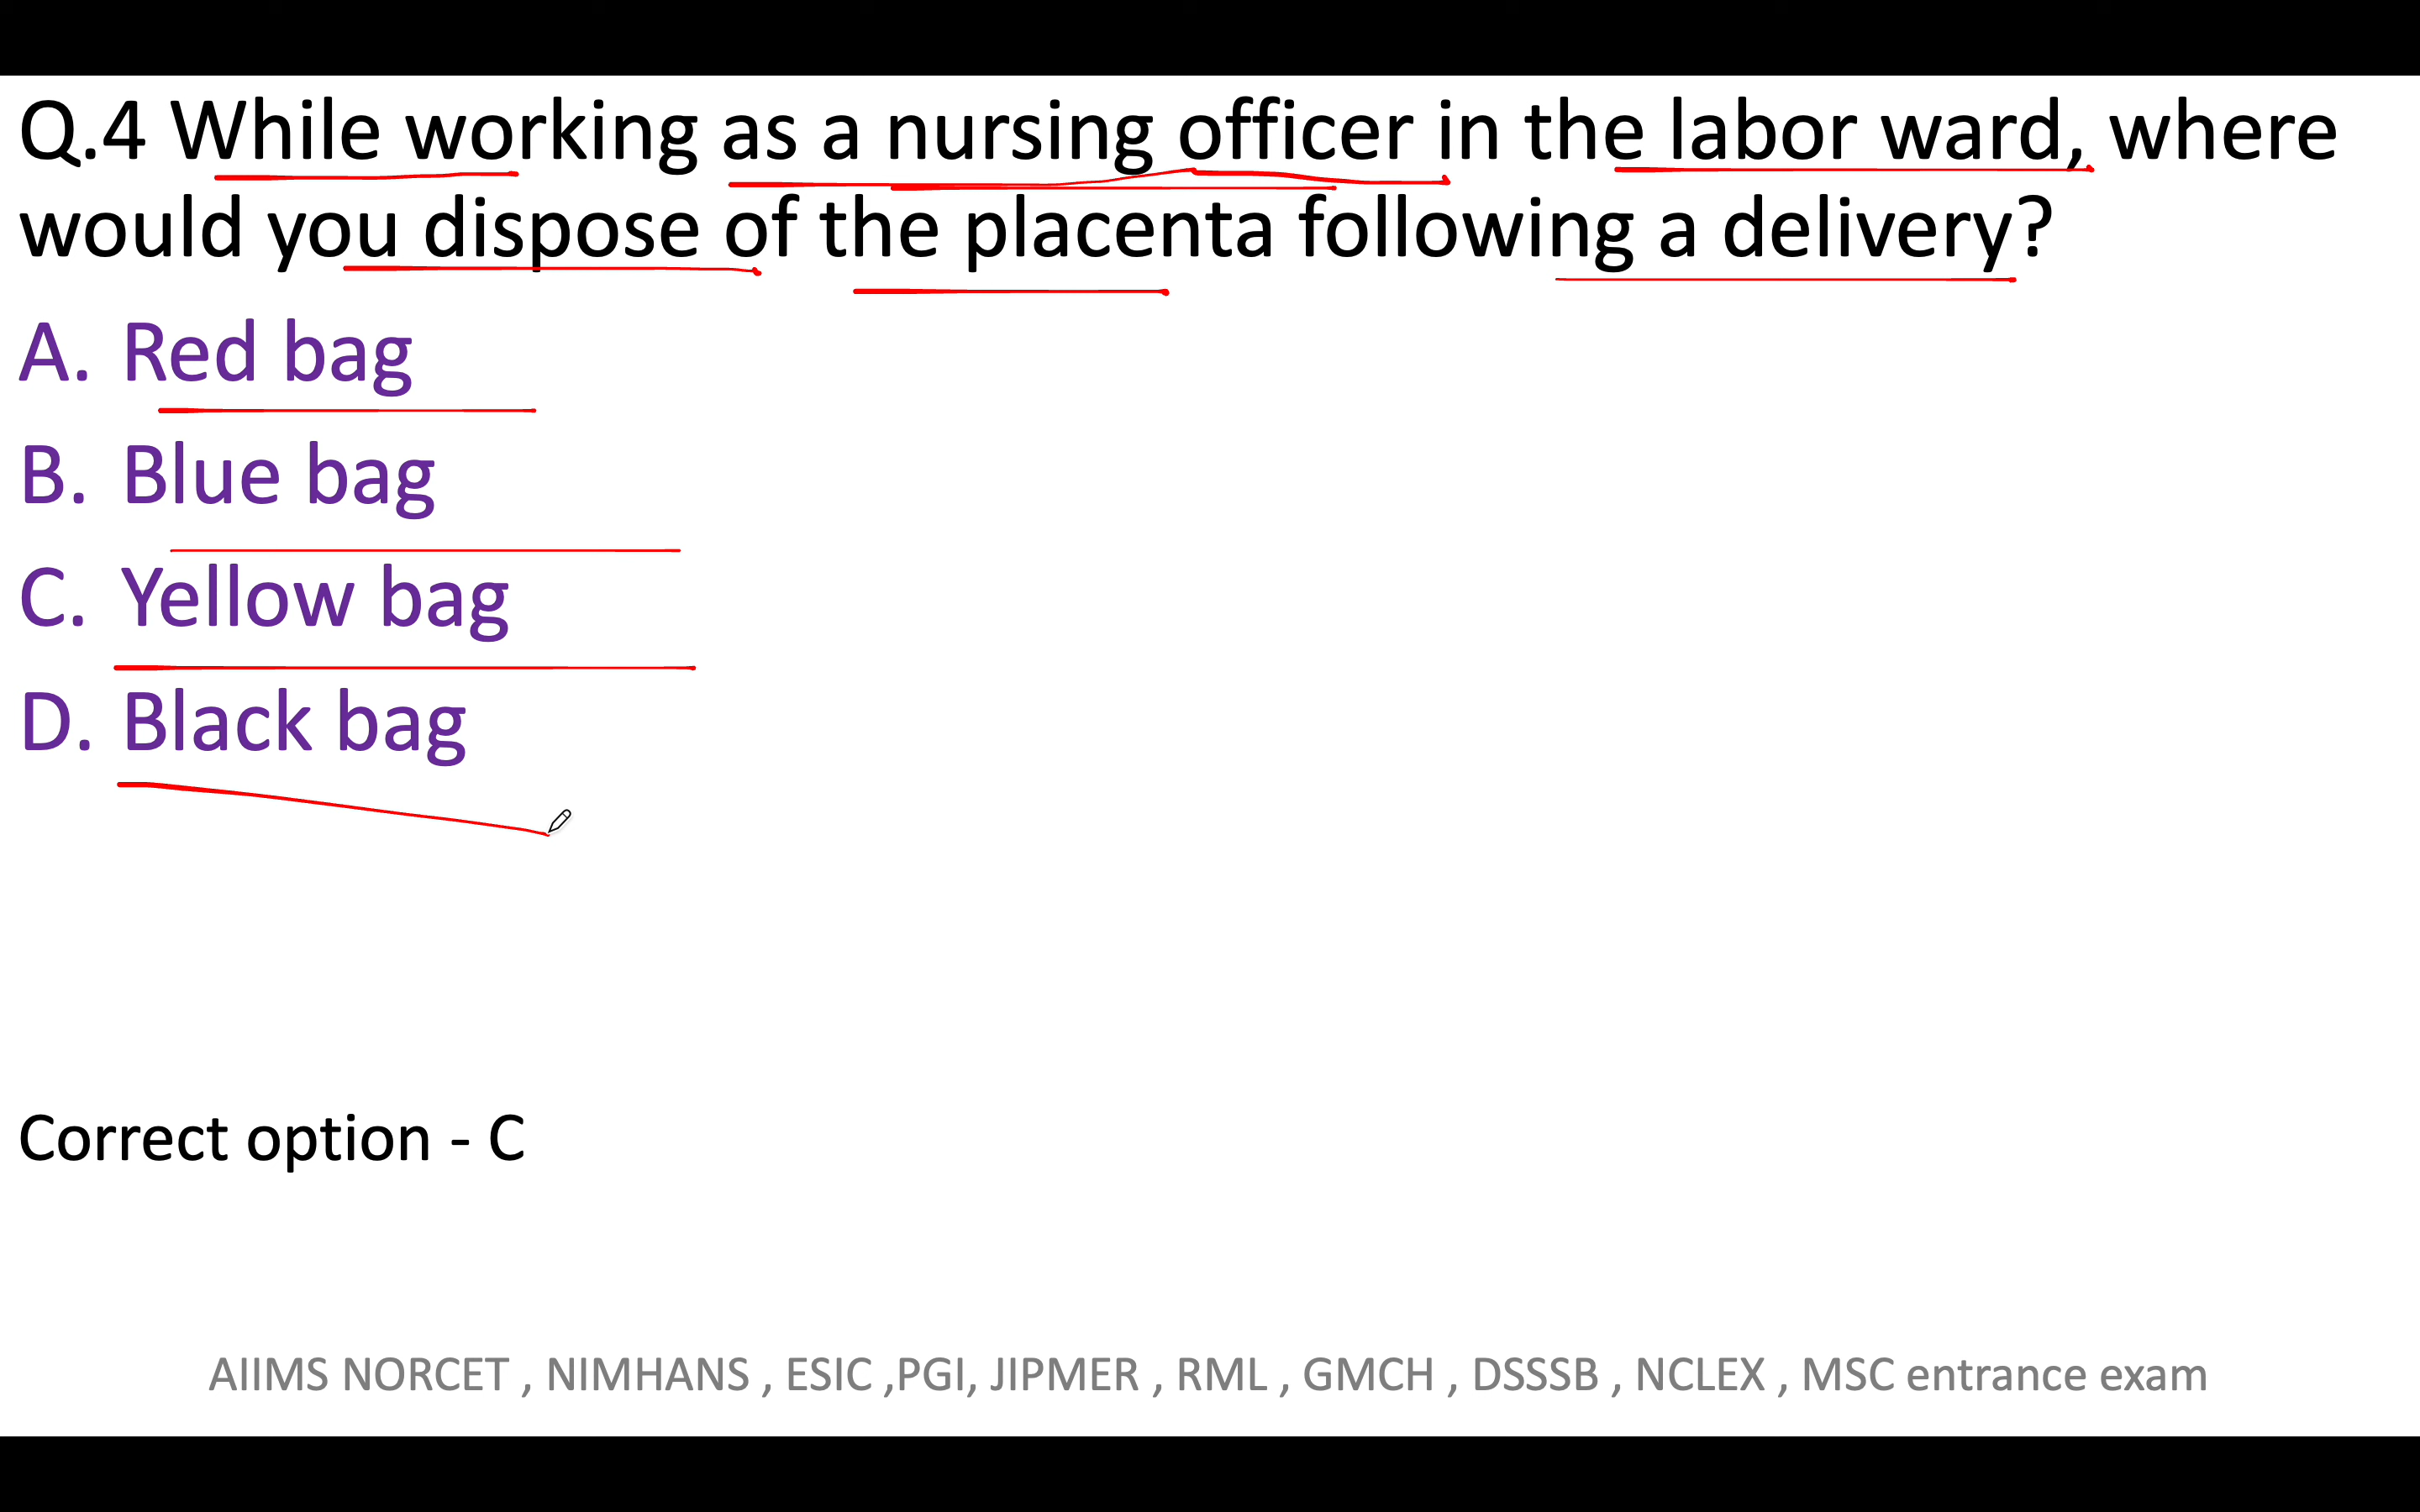 Q.4 While working as a nursing officer in the labor ward, where
would you dispose of the placenta following a delivery?
A. Red bag
B. Blue bag
C. Yellow bag
D. Black bag
Correct option - C
AIIMS NORCET , NIMHANS , ESIC ,PGI, JIPMER , RML , GMCH , DSSSB , NCLEX , MSC entrance exam